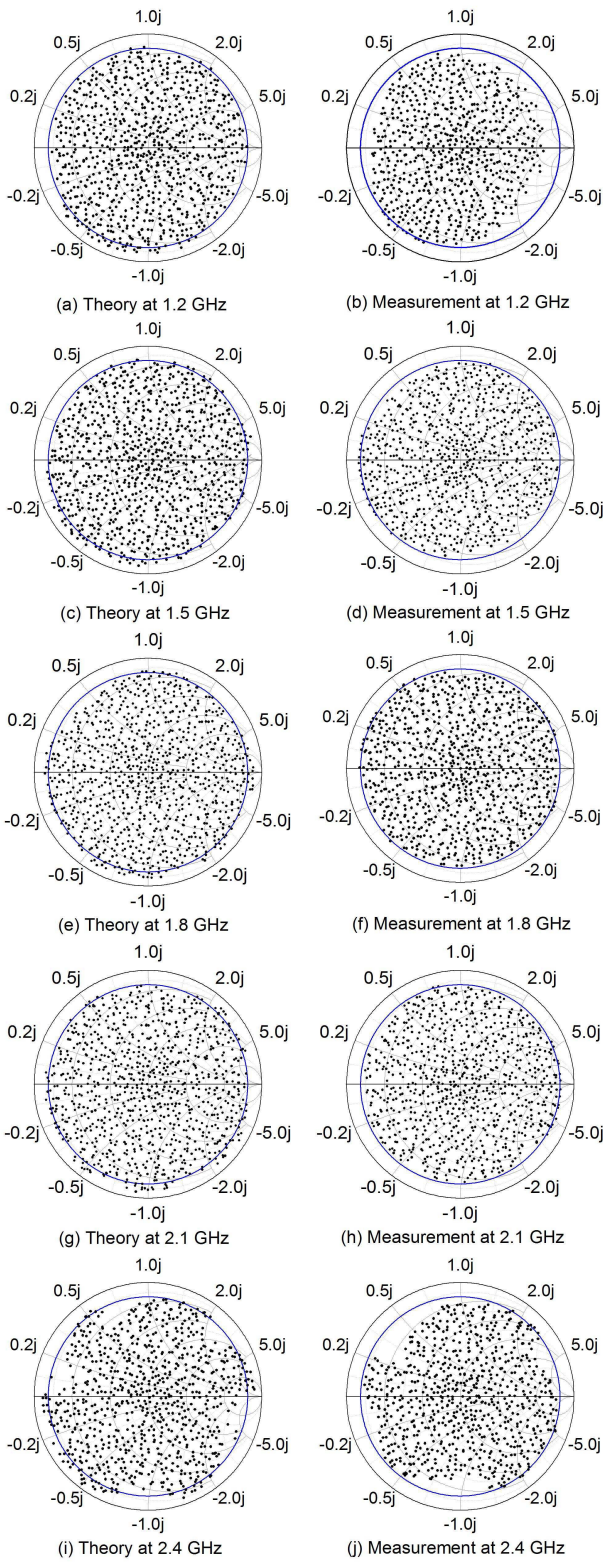 1.0j 1.0j
0.5j 2.0j 0.5j 2.0j
0.2j 5.0j 0.2j 5.0j
-0.2j -5.0j -0.2j -5.0j
-0.5j -2.0j -0.5j -2.0j
-1.0j -1.0j
(a) Theory at 1.2 GHz (b) Measurement at 1.2 GHz
1.0j 1.0j
0.5j 2.0j 0.5j 2.0j
0.2j 5.0j 0.2j 5.0j
-0.2j -5.0j -0.2j -5.0j
-0.5j -2.0j -0.5j -2.0j
-1.0j -1.0j
(c) Theory at 1.5 GHz (d) Measurement at 1.5 GHz
1.0j 1.0j
0.5j 2.0j 0.5j 2.0j
0.2j 5.0j 0.2j 5.0j
-0.2j -5.0j -0.2j -5.0j
-0.5j -2.0j -0.5j -2.0j
-1.0j -1.0j
(e) Theory at 1.8 GHz (f) Measurement at 1.8 GHz
1.0j 1.0j
0.5j 2.0j 0.5j 2.0j
0.2j 5.0j 0.2j 5.0j
-0.2j -5.0j -0.2j -5.0j
-0.5j -2.0j -0.5j -2.0j
-1.0j -1.0j
(g) Theory at 2.1 GHz (h) Measurement at 2.1 GHz
1.0j 1.0j
0.5j 2.0j 0.5j 2.0j
0.2j 5.0j 0.2j 5.0j
-0.2j -5.0j -0.2j -5.0j
-0.5j -2.0j -0.5j -2.0j
-1.0j -1.0j
(i) Theory at 2.4 GHz (j) Measurement at 2.4 GHz